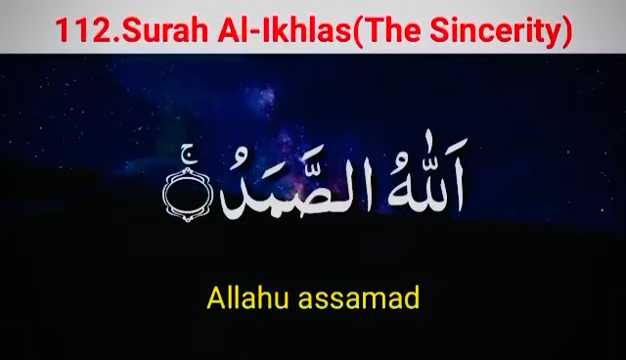 112.Surah Al-Ikhlas(The Sincerity)
اَللّٰهُ الصَّمَدُ ۚ۝
Allahu assamad